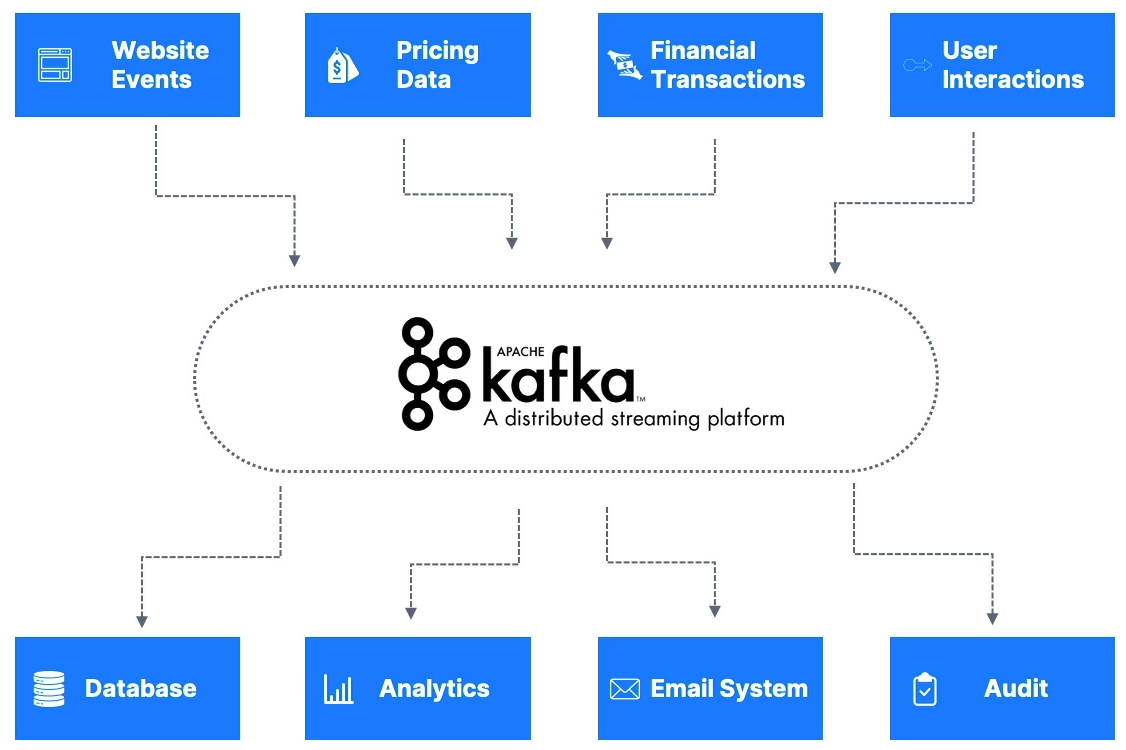 Website
Events
Pricing
Data
Financial
Transactions
User
Interactions
APACHE
kafka™
A distributed streaming platform
Database
Analytics
Email System
Audit